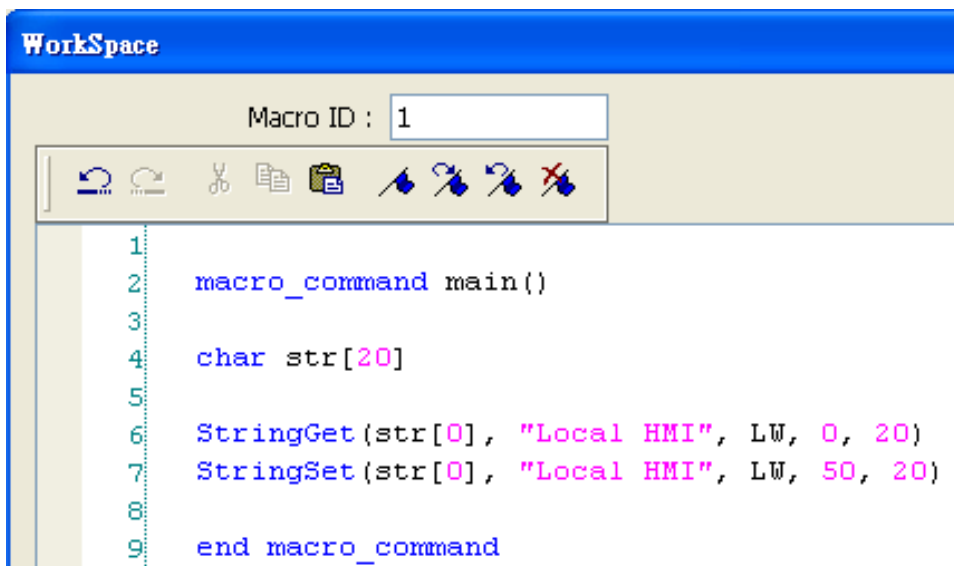 WorkSpace
Macro ID : 1
1
2 macro_command main()
3
4 char str[20]
5
6 StringGet(str[0], "Local HMI", LW, 0, 20)
7 StringSet(str[0], "Local HMI", LW, 50, 20)
8
9 end macro_command